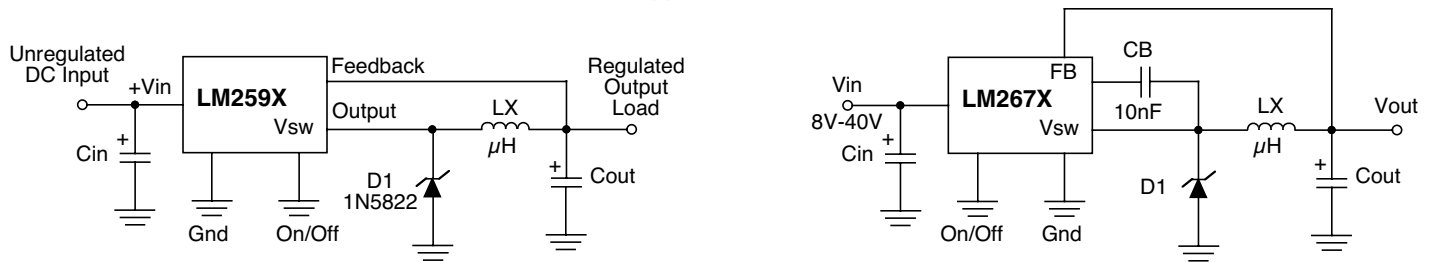 Unregulated
DC Input
+Vin
LM259X
Feedback
Output
Vsw
LX
µH
Regulated
Output
Load
+
Cin
Gnd
On/Off
D1
1N5822
+
Cout
Vin
8V-40V
+
Cin
LM267X
FB
Vsw
CB
10nF
LX
µH
Vout
On/Off
Gnd
D1
+
Cout